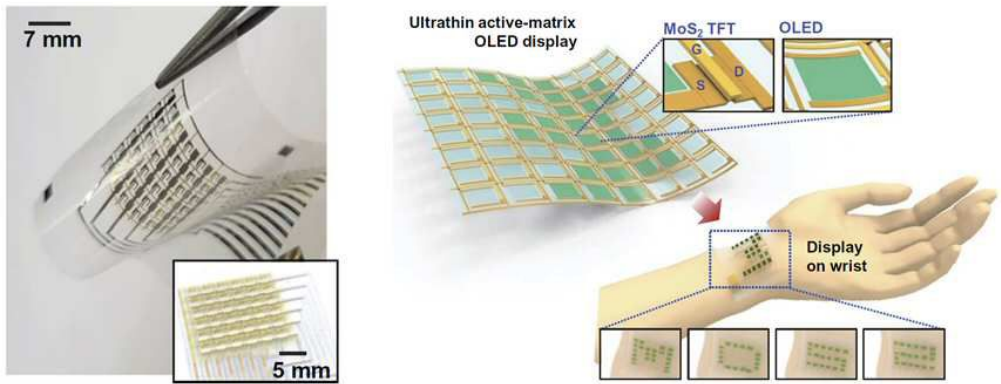 7 mm
5 mm
Ultrathin active-matrix
OLED display
MoS₂ TFT
G
S
D
OLED
Display
on wrist